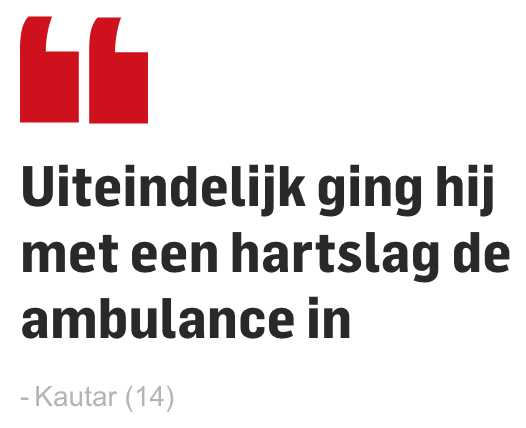 Uiteindelijk ging hij
met een hartslag de
ambulance in
- Kautar (14)